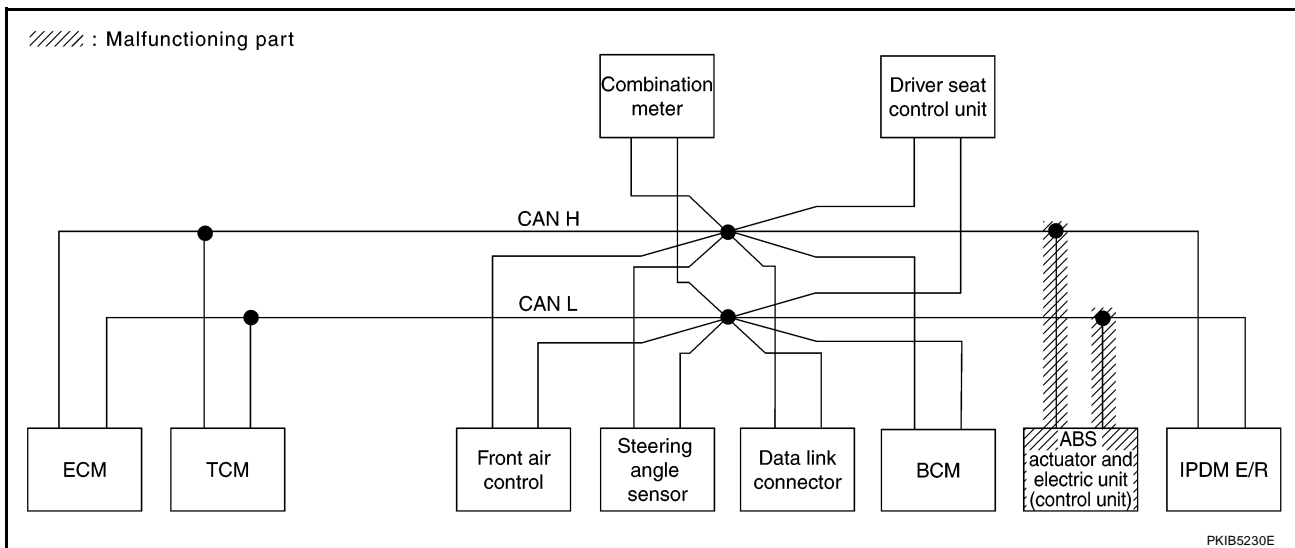 : Malfunctioning part
Combination
meter
Driver seat
control unit
CAN H
CAN L
ECM
TCM
Front air
control
Steering
angle
sensor
Data link
connector
BCM
ABS
actuator and
electric unit
(control unit)
IPDM E/R
PKIB5230E